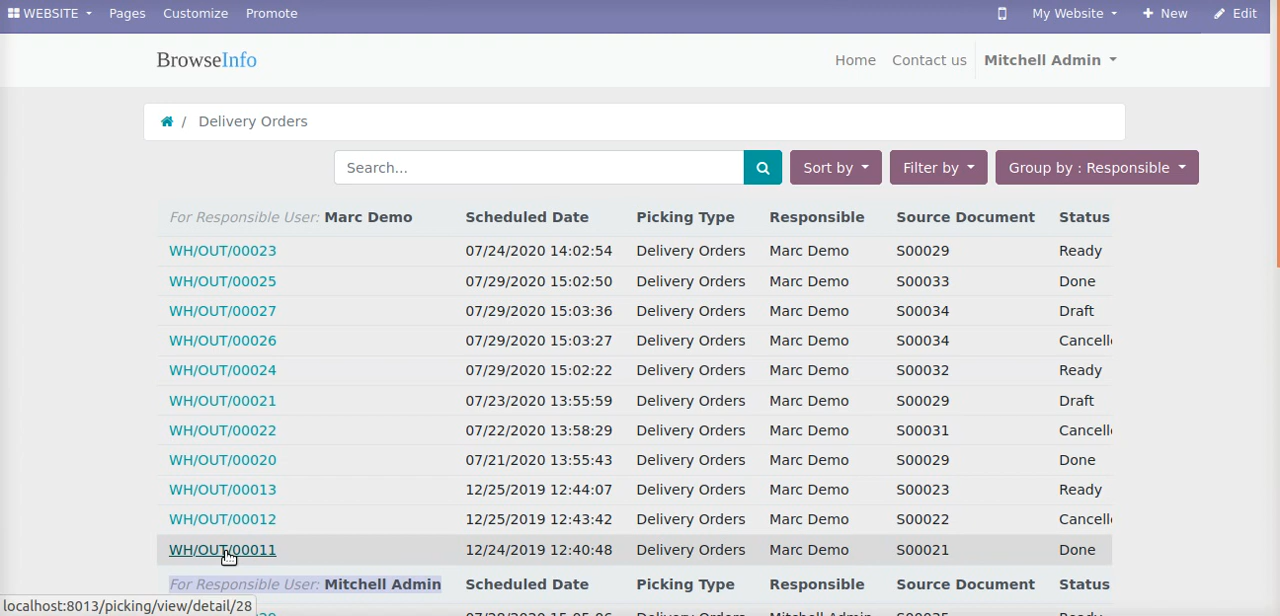 WEBSITE Pages Customize Promote My Website New Edit
BrowseInfo Home Contact us Mitchell Admin
/ Delivery Orders
Search... Sort by Filter by Group by : Responsible
For Responsible User: Marc Demo Scheduled Date Picking Type Responsible Source Document Status
WH/OUT/00023 07/24/2020 14:02:54 Delivery Orders Marc Demo S00029 Ready
WH/OUT/00025 07/29/2020 15:02:50 Delivery Orders Marc Demo S00033 Done
WH/OUT/00027 07/29/2020 15:03:36 Delivery Orders Marc Demo S00034 Draft
WH/OUT/00026 07/29/2020 15:03:27 Delivery Orders Marc Demo S00034 Cancell
WH/OUT/00024 07/29/2020 15:02:22 Delivery Orders Marc Demo S00032 Ready
WH/OUT/00021 07/23/2020 13:55:59 Delivery Orders Marc Demo S00029 Draft
WH/OUT/00022 07/22/2020 13:58:29 Delivery Orders Marc Demo S00031 Cancell
WH/OUT/00020 07/21/2020 13:55:43 Delivery Orders Marc Demo S00029 Done
WH/OUT/00013 12/25/2019 12:44:07 Delivery Orders Marc Demo S00023 Ready
WH/OUT/00012 12/25/2019 12:43:42 Delivery Orders Marc Demo S00022 Cancell
WH/OUT/00011 12/24/2019 12:40:48 Delivery Orders Marc Demo S00021 Done
For Responsible User: Mitchell Admin Scheduled Date Picking Type Responsible Source Document Status
localhost:8013/picking/view/detail/28